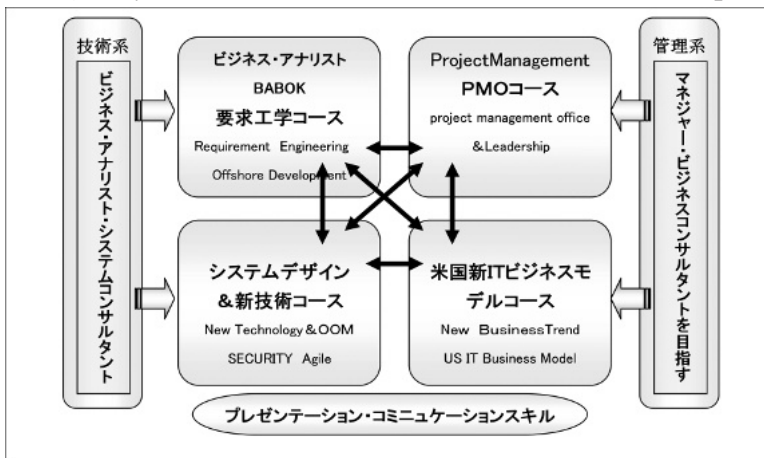 技術系
ビジネス・アナリスト・システムコンサルタント
ビジネス・アナリスト
BABOK
要求工学コース
Requirement Engineering
Offshore Development
ProjectManagement
PMOコース
project management office
&Leadership
システムデザイン
&新技術コース
New Technology&OOM
SECURITY Agile
米国新ITビジネスモ
デルコース
New BusinessTrend
US IT Business Model
管理系
マネジャー・ビジネスコンサルタントを目指す
プレゼンテーション・コミニュケーションスキル